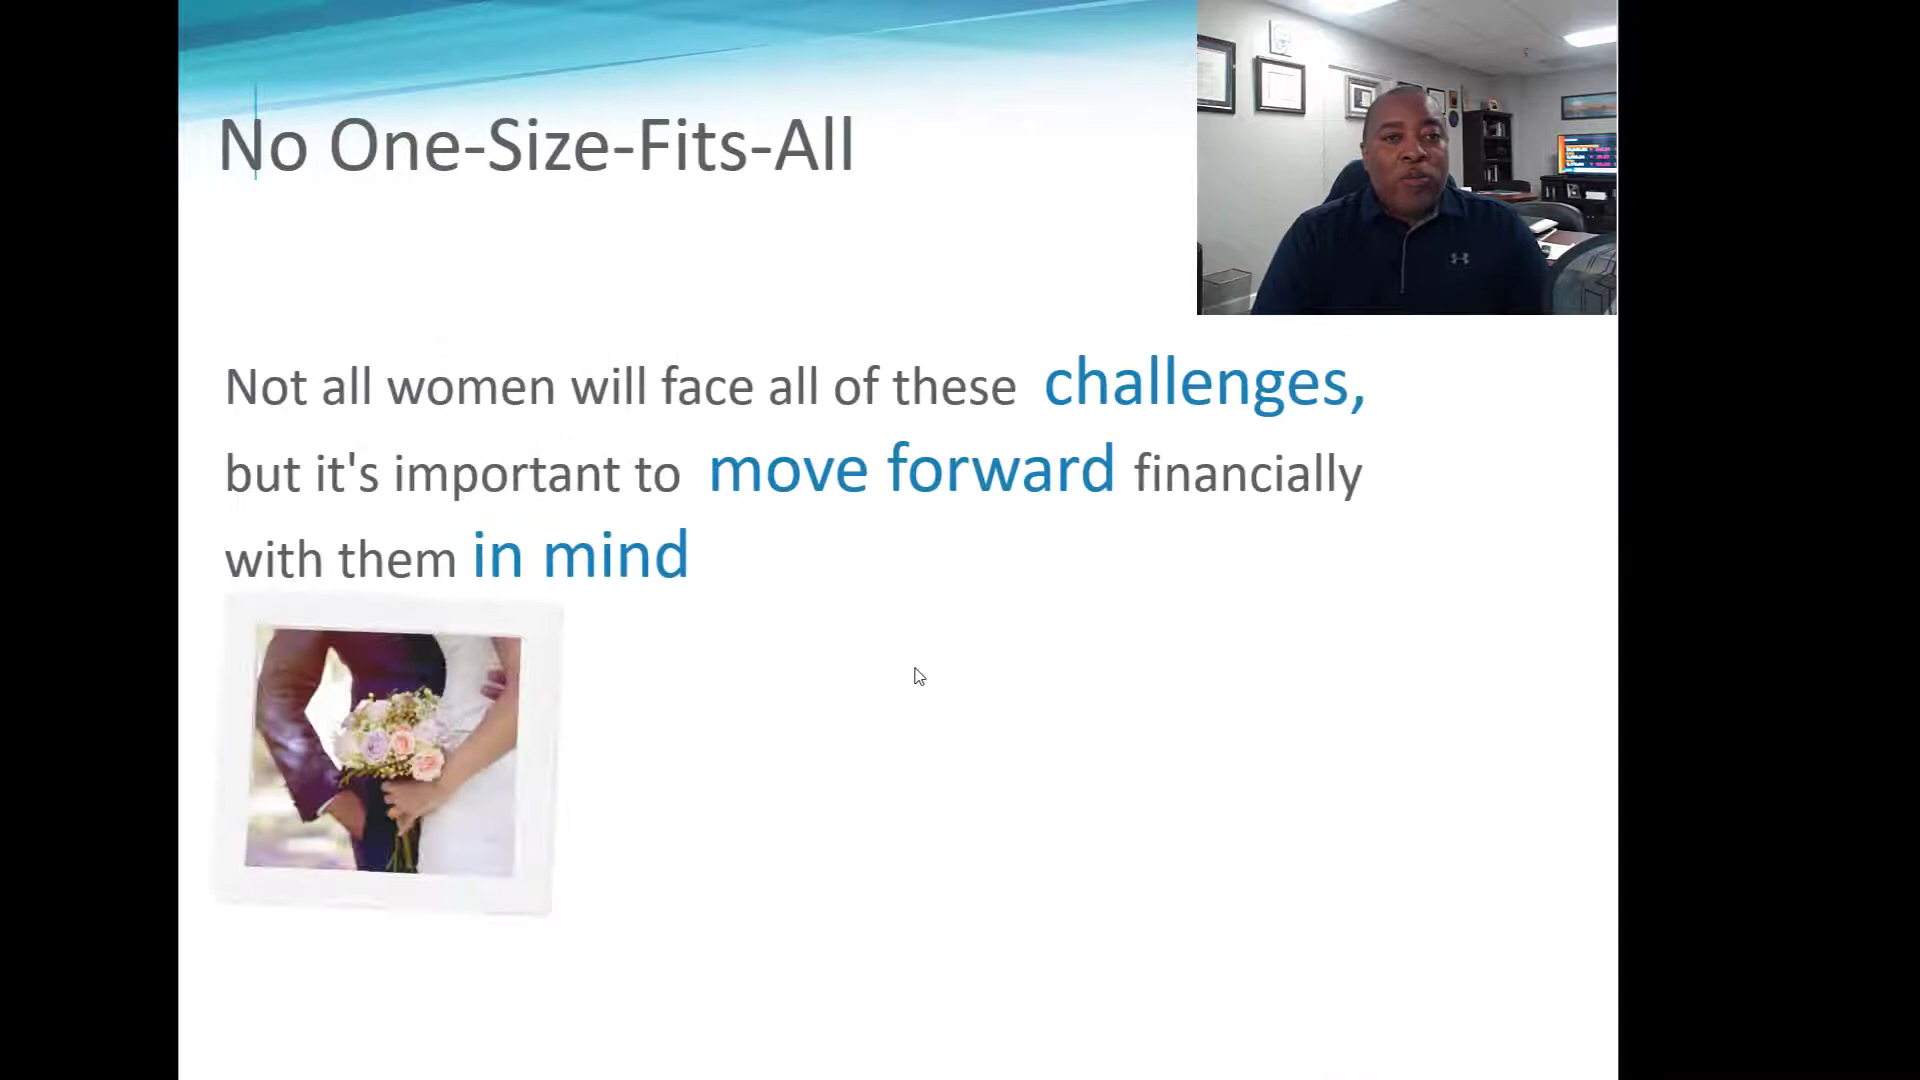 No One-Size-Fits-All
Not all women will face all of these challenges,
but it's important to move forward financially
with them in mind